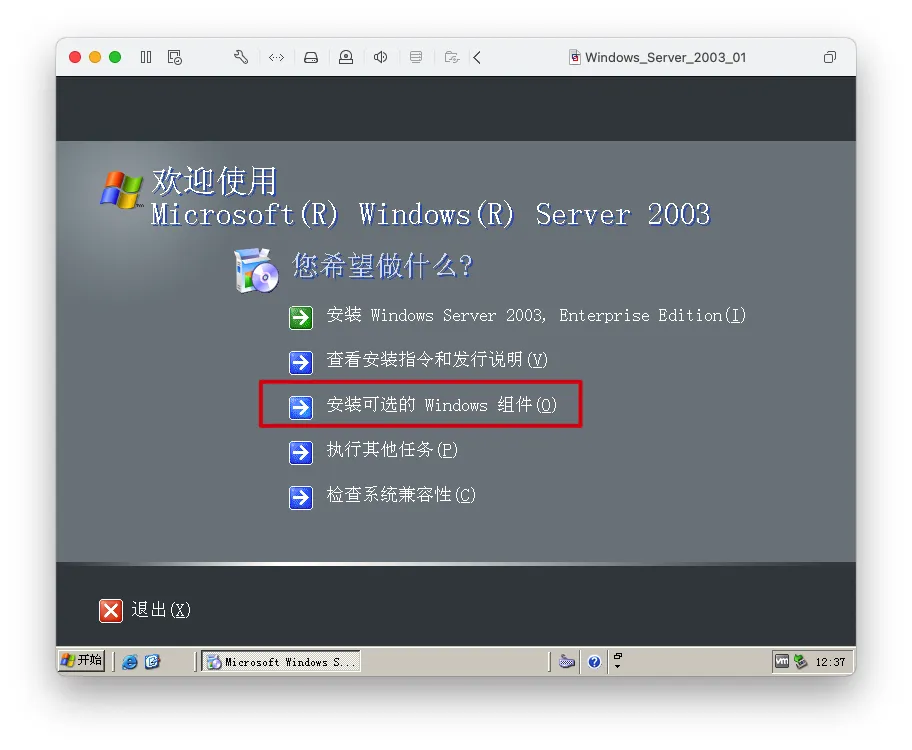 Windows_Server_2003_01
欢迎使用
Microsoft(R) Windows(R) Server 2003
您希望做什么?
安装 Windows Server 2003, Enterprise Edition(I)
查看安装指令和发行说明(V)
安装可选的 Windows 组件(O)
执行其他任务(P)
检查系统兼容性(C)
退出(X)
开始
Microsoft Windows S...
vm
12:37